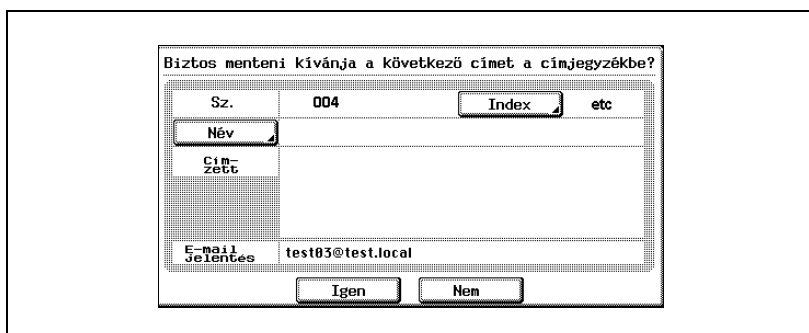 Biztos menteni kívánja a következő címet a címjegyzékbe?
Sz. 004 Index etc
Név
Cím-
zett
E-mail
jelentés test03@test.local
Igen Nem